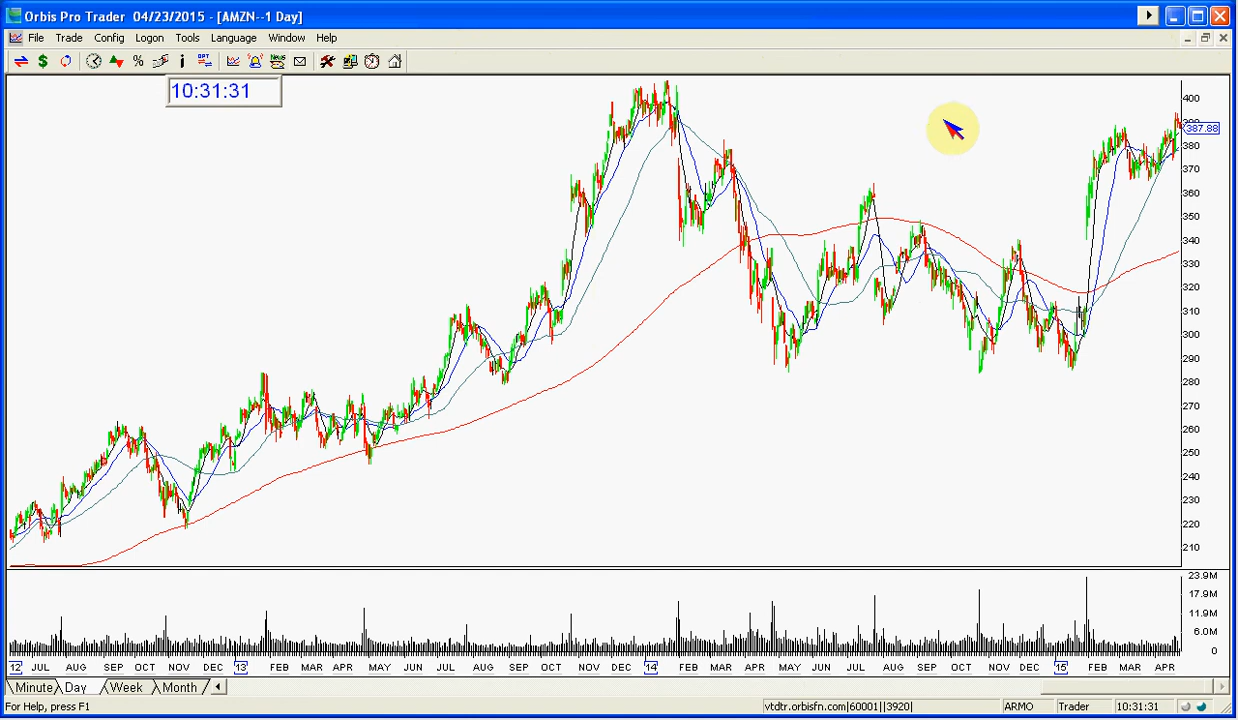 Orbis Pro Trader 04/23/2015 - [AMZN--1 Day]
File Trade Config Logon Tools Language Window Help
$ % i OPT NEWS
10:31:31
400
387.88
380
370
360
350
340
330
320
310
300
290
280
270
260
250
240
230
220
210
23.9M
17.9M
11.9M
6.0M
0
12 JUL AUG SEP OCT NOV DEC 13 FEB MAR APR MAY JUN JUL AUG SEP OCT NOV DEC 14 FEB MAR APR MAY JUN JUL AUG SEP OCT NOV DEC 15 FEB MAR APR
Minute Day Week Month
For Help, press F1 vtdtr.orbisfn.com|60001||3920| ARMO Trader 10:31:31